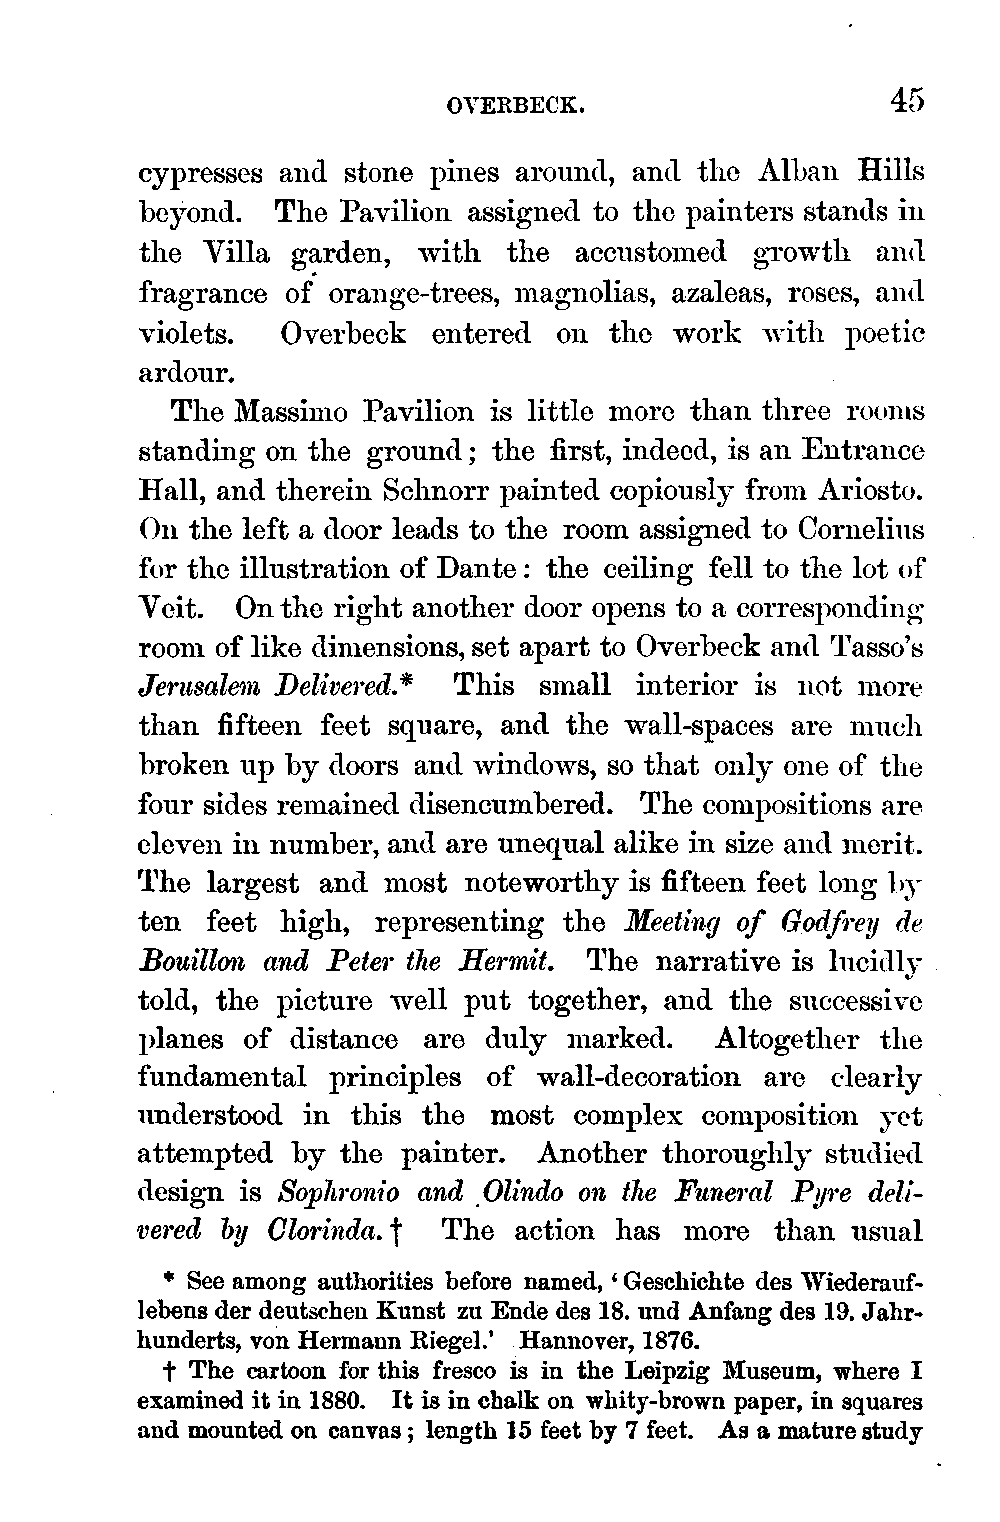 OVERBECK. 45
cypresses and stone pines around, and the Alban Hills
beyond. The Pavilion assigned to the painters stands in
the Villa garden, with the accustomed growth and
fragrance of orange-trees, magnolias, azaleas, roses, and
violets. Overbeck entered on the work with poetic
ardour.
The Massimo Pavilion is little more than three rooms
standing on the ground; the first, indeed, is an Entrance
Hall, and therein Schnorr painted copiously from Ariosto.
On the left a door leads to the room assigned to Cornelius
for the illustration of Dante: the ceiling fell to the lot of
Veit. On the right another door opens to a corresponding
room of like dimensions, set apart to Overbeck and Tasso's
Jerusalem Delivered.* This small interior is not more
than fifteen feet square, and the wall-spaces are much
broken up by doors and windows, so that only one of the
four sides remained disencumbered. The compositions are
eleven in number, and are unequal alike in size and merit.
The largest and most noteworthy is fifteen feet long by
ten feet high, representing the Meeting of Godfrey de
Bouillon and Peter the Hermit. The narrative is lucidly
told, the picture well put together, and the successive
planes of distance are duly marked. Altogether the
fundamental principles of wall-decoration are clearly
understood in this the most complex composition yet
attempted by the painter. Another thoroughly studied
design is Sophronio and Olindo on the Funeral Pyre deli-
vered by Clorinda.† The action has more than usual
* See among authorities before named, ‘Geschichte des Wiederauf-
lebens der deutschen Kunst zu Ende des 18. und Anfang des 19. Jahr-
hunderts, von Hermann Riegel.’ Hannover, 1876.
† The cartoon for this fresco is in the Leipzig Museum, where I
examined it in 1880. It is in chalk on whity-brown paper, in squares
and mounted on canvas; length 15 feet by 7 feet. As a mature study